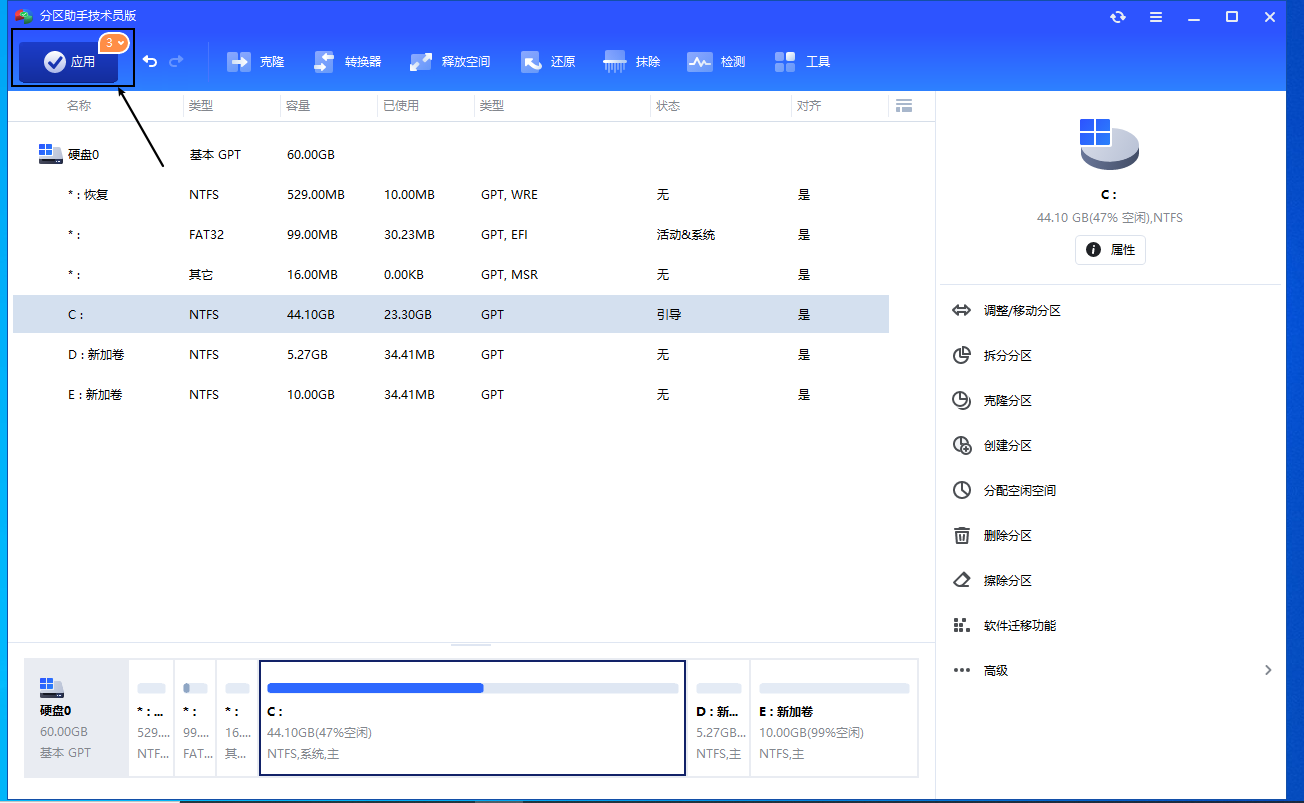 分区助手技术员版
应用 3
克隆 转换器 释放空间 还原 抹除 检测 工具
名称 类型 容量 已使用 类型 状态 对齐
硬盘0 基本 GPT 60.00GB
* : 恢复 NTFS 529.00MB 10.00MB GPT, WRE 无 是
* : FAT32 99.00MB 30.23MB GPT, EFI 活动&系统 是
* : 其它 16.00MB 0.00KB GPT, MSR 无 是
C : NTFS 44.10GB 23.30GB GPT 引导 是
D : 新加卷 NTFS 5.27GB 34.41MB GPT 无 是
E : 新加卷 NTFS 10.00GB 34.41MB GPT 无 是
C :
44.10 GB(47% 空闲),NTFS
属性
调整/移动分区
拆分分区
克隆分区
创建分区
分配空闲空间
删除分区
擦除分区
软件迁移功能
高级
硬盘0 * : ... * : * : C : D : 新... E : 新加卷
60.00GB 529.... 99.... 16.... 44.10GB(47%空闲) 5.27GB... 10.00GB(99%空闲)
基本 GPT NTF... FAT... 其... NTFS,系统,主 NTFS,主 NTFS,主